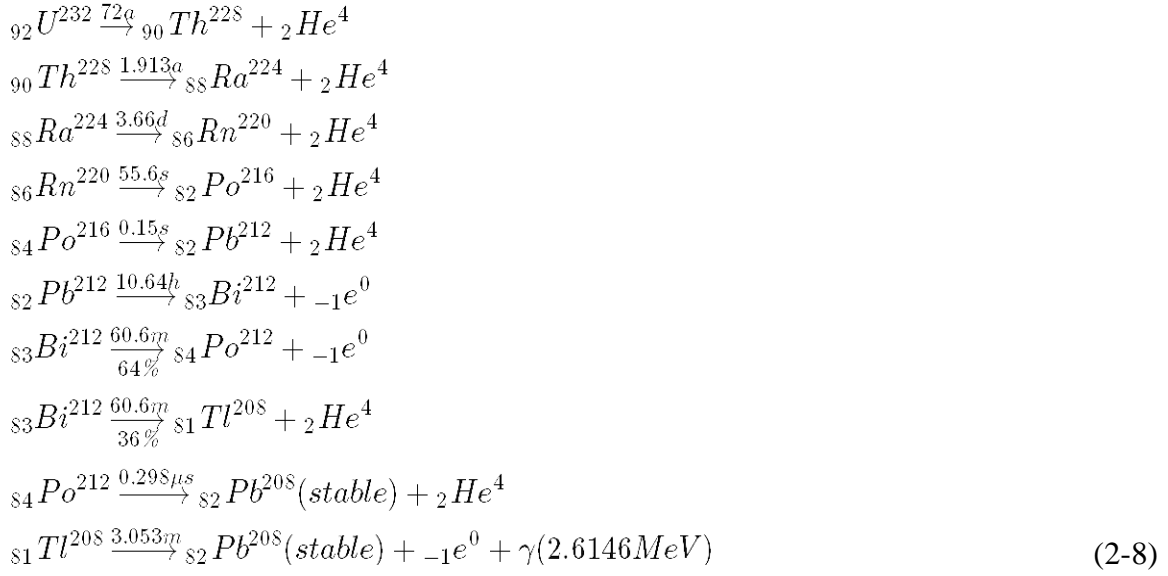 ₉₂U²³² —72a→ ₉₀Th²²⁸ + ₂He⁴
₉₀Th²²⁸ —1.913a→ ₈₈Ra²²⁴ + ₂He⁴
₈₈Ra²²⁴ —3.66d→ ₈₆Rn²²⁰ + ₂He⁴
₈₆Rn²²⁰ —55.6s→ ₈₂Po²¹⁶ + ₂He⁴
₈₄Po²¹⁶ —0.15s→ ₈₂Pb²¹² + ₂He⁴
₈₂Pb²¹² —10.64h→ ₈₃Bi²¹² + ₋₁e⁰
₈₃Bi²¹² —60.6m / 64%→ ₈₄Po²¹² + ₋₁e⁰
₈₃Bi²¹² —60.6m / 36%→ ₈₁Tl²⁰⁸ + ₂He⁴
₈₄Po²¹² —0.298μs→ ₈₂Pb²⁰⁸(stable) + ₂He⁴
₈₁Tl²⁰⁸ —3.053m→ ₈₂Pb²⁰⁸(stable) + ₋₁e⁰ + γ(2.6146MeV) (2-8)